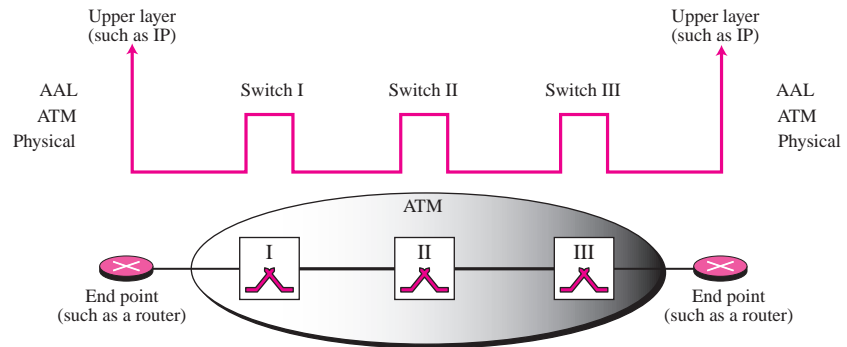 Upper layer
(such as IP)
Upper layer
(such as IP)
AAL
ATM
Physical
Switch I
Switch II
Switch III
AAL
ATM
Physical
ATM
I
II
III
End point
(such as a router)
End point
(such as a router)